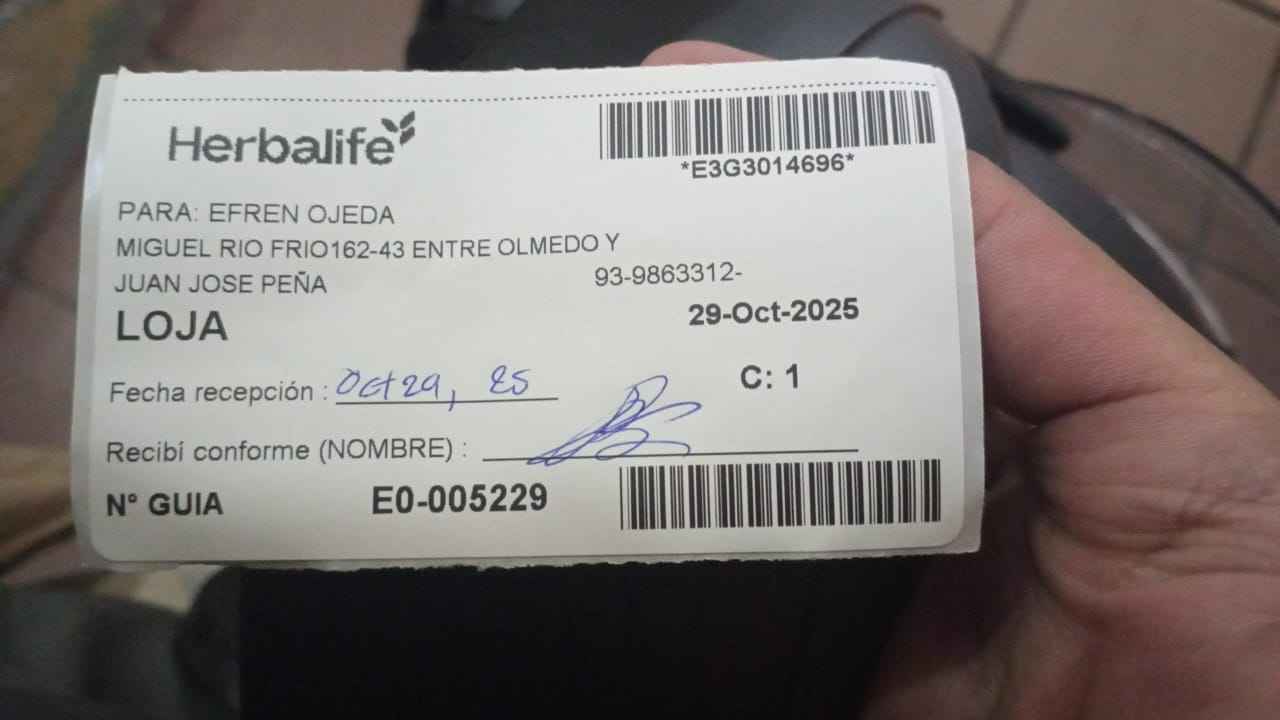 Herbalife
*E3G3014696*
PARA: EFREN OJEDA
MIGUEL RIO FRIO162-43 ENTRE OLMEDO Y
JUAN JOSE PEÑA
93-9863312-
LOJA
29-Oct-2025
Fecha recepción : Oct 29, 25
C: 1
Recibí conforme (NOMBRE) :
N° GUIA E0-005229